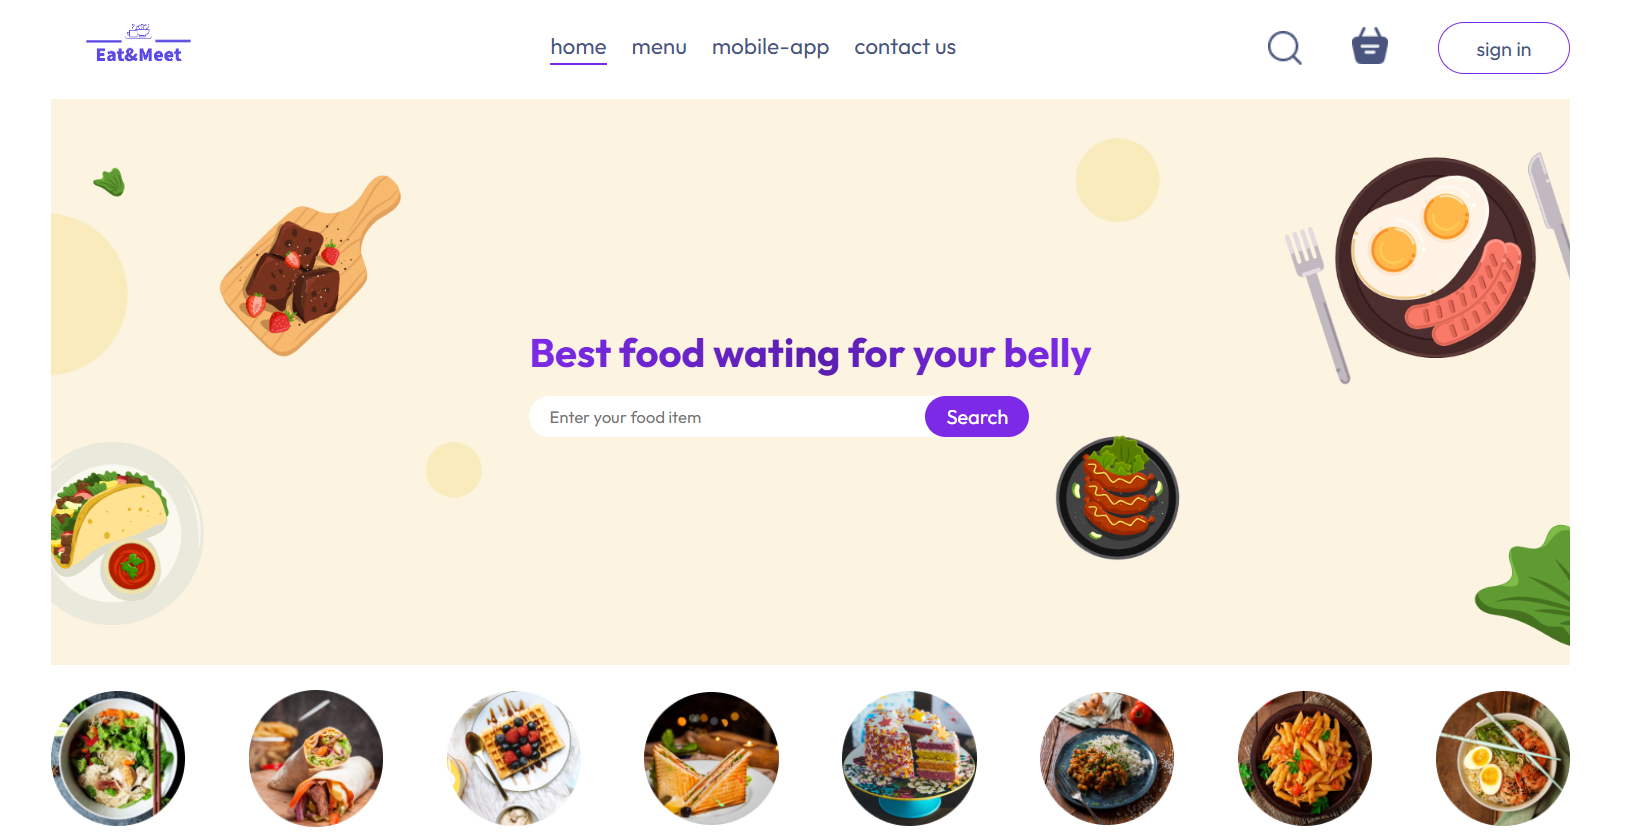 Eat&Meet
home menu mobile-app contact us
sign in
Best food wating for your belly
Enter your food item
Search